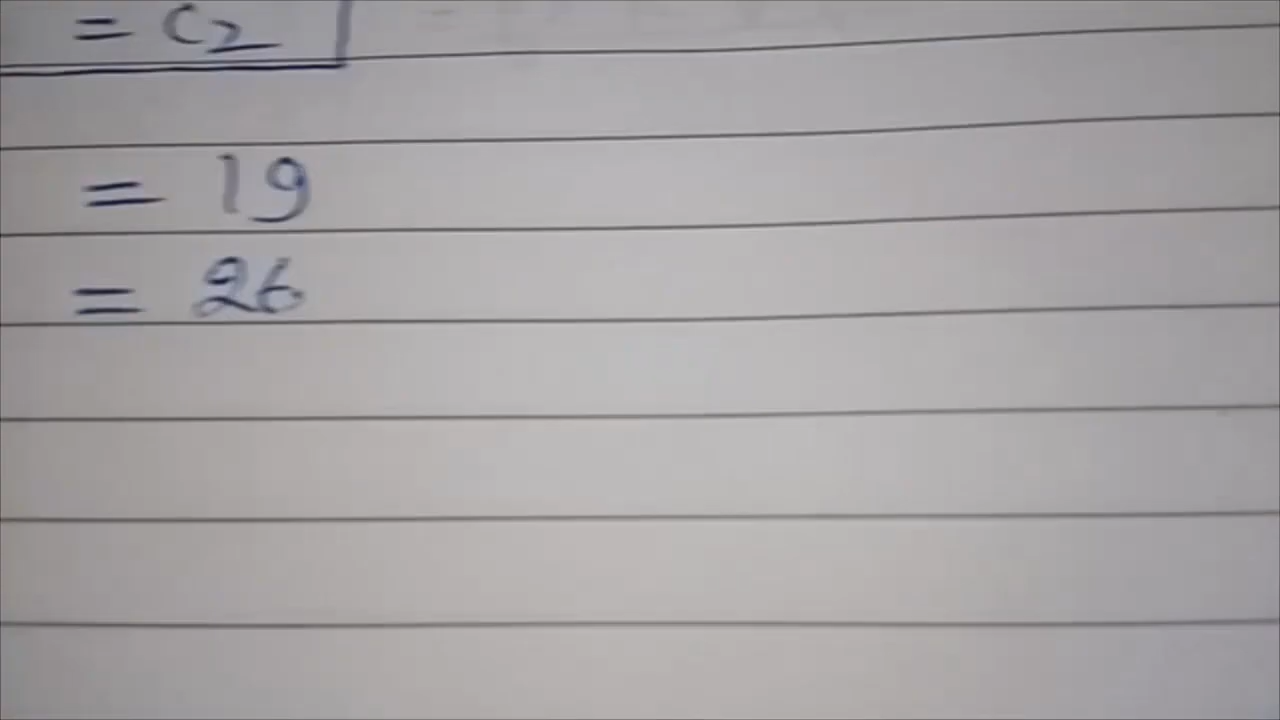 = C2
= 19
= 26